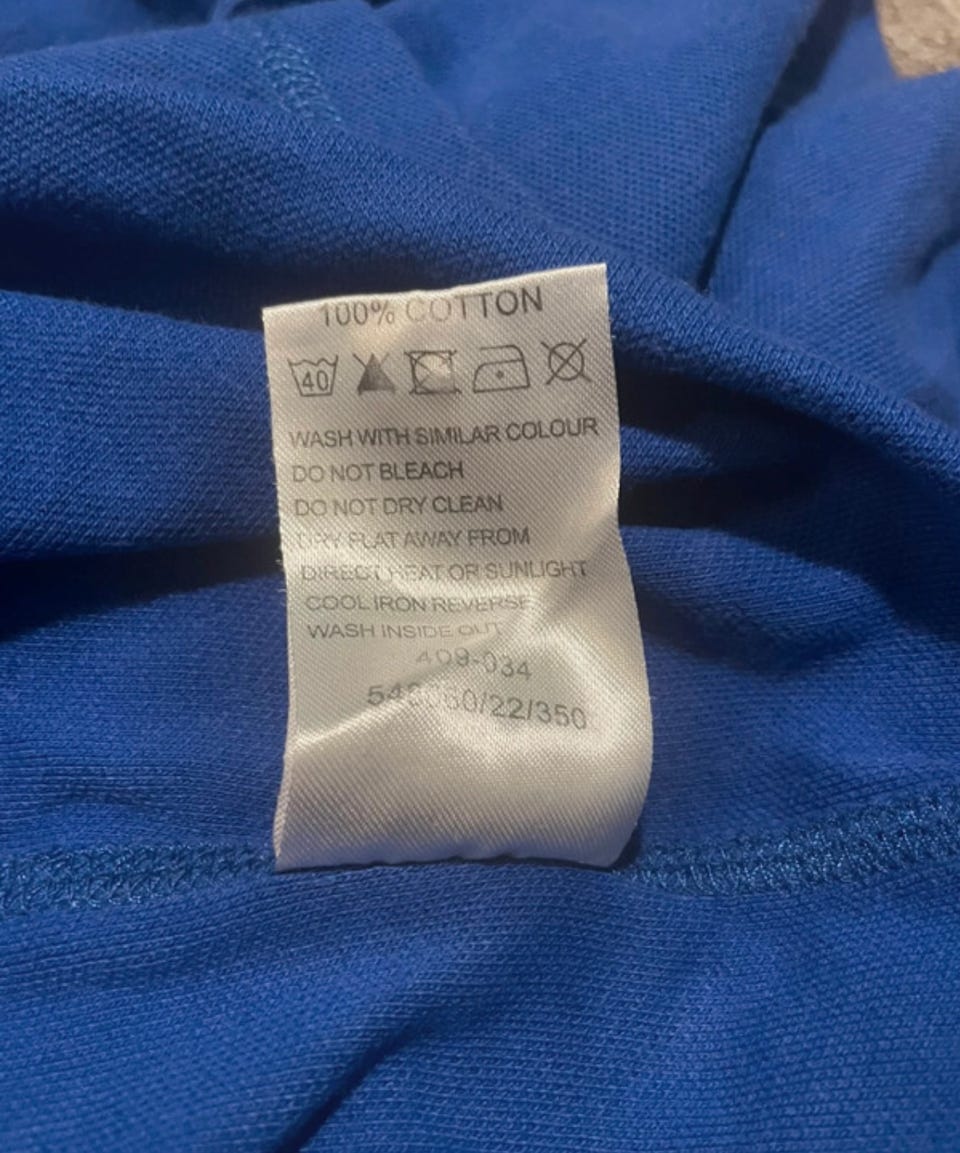 100% COTTON
40
WASH WITH SIMILAR COLOUR
DO NOT BLEACH
DO NOT DRY CLEAN
DRY FLAT AWAY FROM
DIRECT HEAT OR SUNLIGHT
COOL IRON REVERSE
WASH INSIDE OUT
409-034